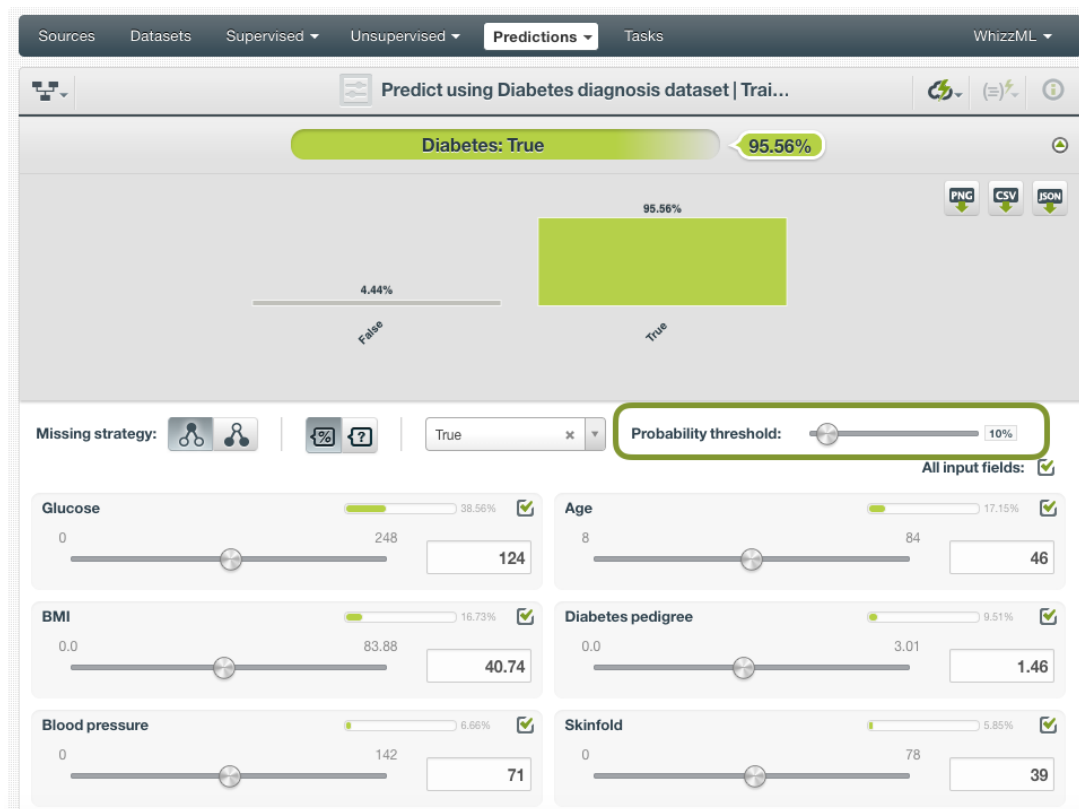 Sources Datasets Supervised Unsupervised Predictions Tasks WhizzML
Predict using Diabetes diagnosis dataset | Trai...
Diabetes: True 95.56%
PNG CSV JSON
95.56%
4.44%
False True
Missing strategy: % ? True × Probability threshold: 10%
All input fields:
Glucose 38.56% Age 17.15%
0 248 8 84
124 46
BMI 16.73% Diabetes pedigree 9.51%
0.0 83.88 0.0 3.01
40.74 1.46
Blood pressure 6.66% Skinfold 5.85%
0 142 0 78
71 39